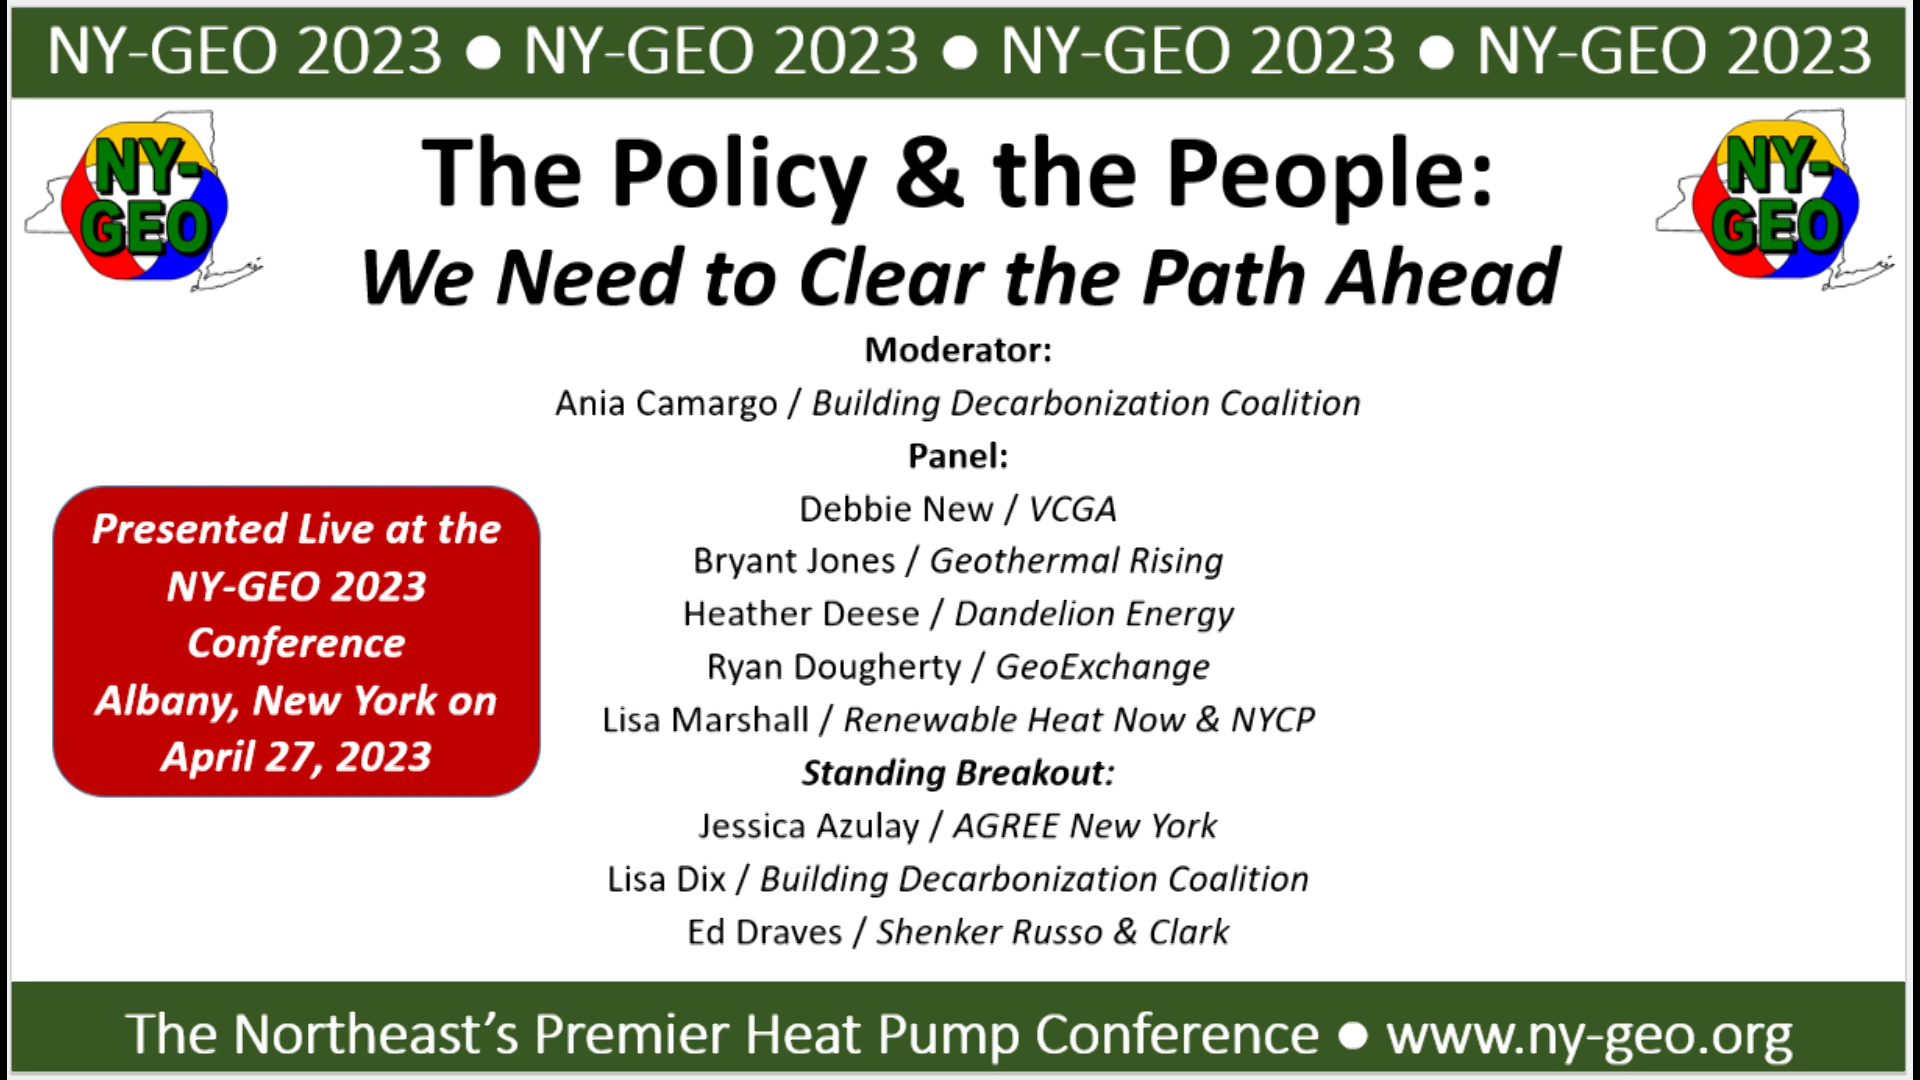 NY-GEO 2023 ● NY-GEO 2023 ● NY-GEO 2023 ● NY-GEO 2023
NY-
GEO
The Policy & the People:
We Need to Clear the Path Ahead
NY-
GEO
Moderator:
Ania Camargo / Building Decarbonization Coalition
Panel:
Debbie New / VCGA
Bryant Jones / Geothermal Rising
Heather Deese / Dandelion Energy
Ryan Dougherty / GeoExchange
Lisa Marshall / Renewable Heat Now & NYCP
Standing Breakout:
Jessica Azulay / AGREE New York
Lisa Dix / Building Decarbonization Coalition
Ed Draves / Shenker Russo & Clark
Presented Live at the
NY-GEO 2023
Conference
Albany, New York on
April 27, 2023
The Northeast’s Premier Heat Pump Conference ● www.ny-geo.org